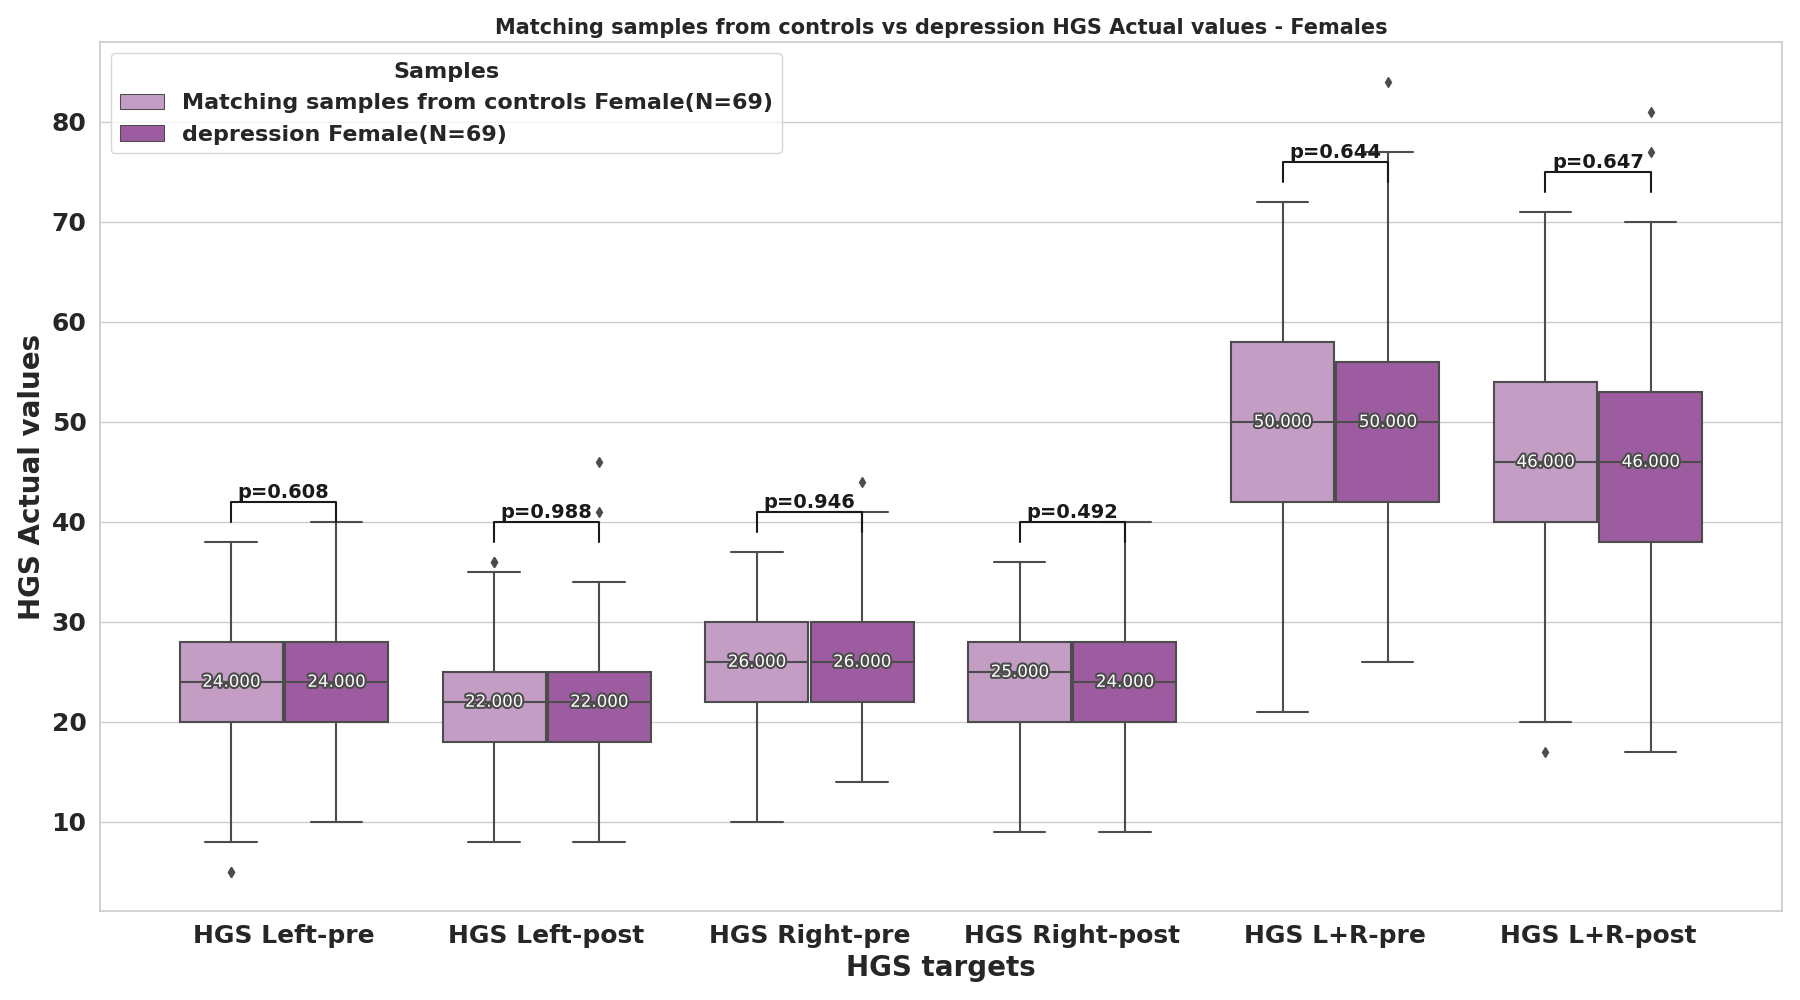 Matching samples from controls vs depression HGS Actual values - Females
Samples
Matching samples from controls Female(N=69)
depression Female(N=69)
HGS Actual values
80
70
60
50
40
30
20
10
p=0.608
p=0.988
p=0.946
p=0.492
p=0.644
p=0.647
24.000
24.000
22.000
22.000
26.000
26.000
25.000
24.000
50.000
50.000
46.000
46.000
HGS Left-pre
HGS Left-post
HGS Right-pre
HGS Right-post
HGS L+R-pre
HGS L+R-post
HGS targets